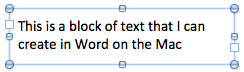 This is a block of text that I can
create in Word on the Mac